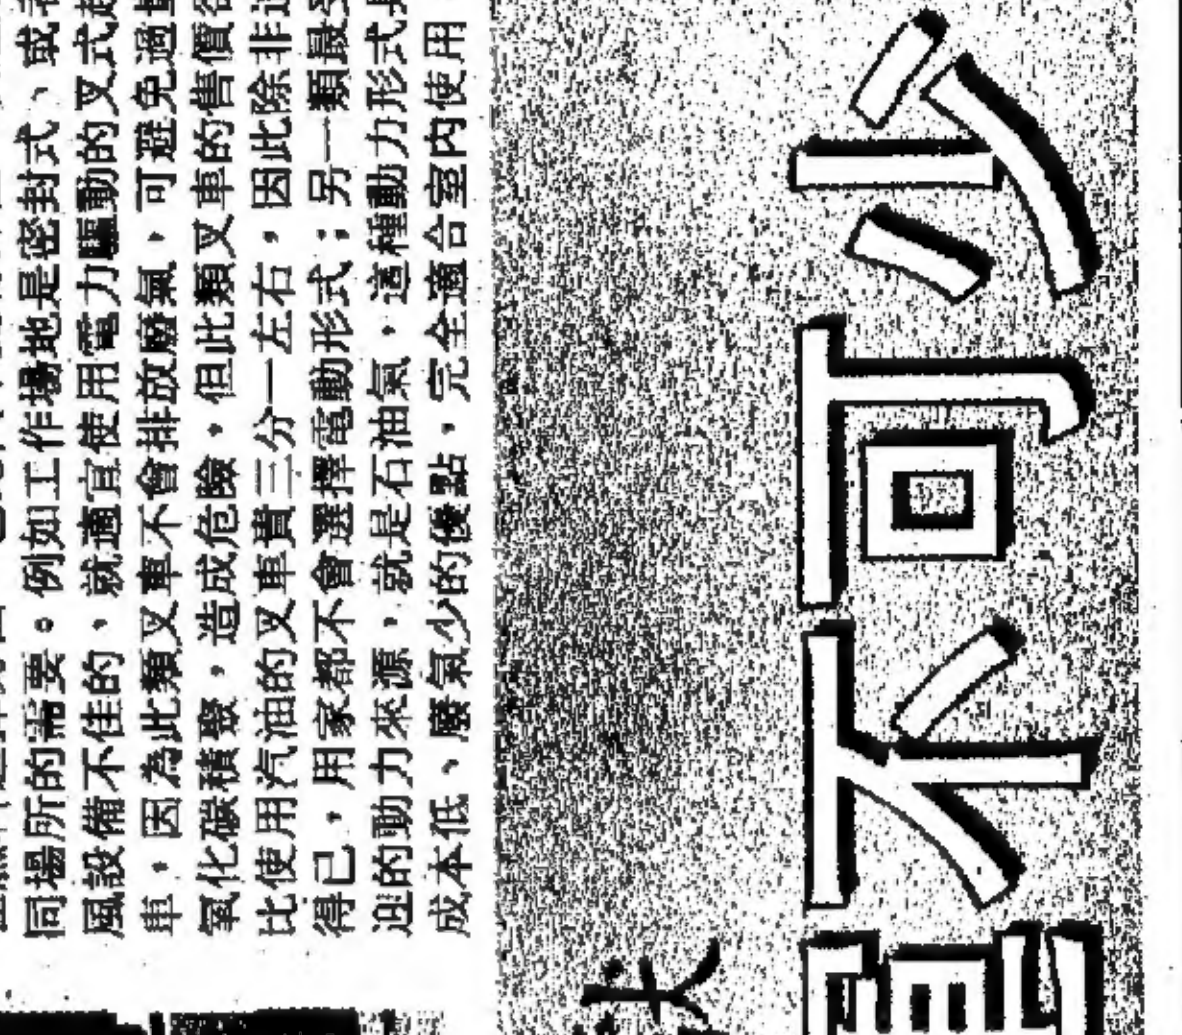 同場所的需要。例如工作場地是密封式、或者
風設備不佳的，就適宜使用電力驅動的叉式起
車，因為此類叉車不會排放廢氣，可避免過
氧化碳積聚，造成危險。但此類叉車的售價
比使用汽油的叉車貴三分一左右，因此除非
得已，用家都不會選擇電動形式；另一類最受
迎的動力來源，就是石油氣，這種動力形式
成本低、廢氣少的優點，完全適合室內使用
不可少